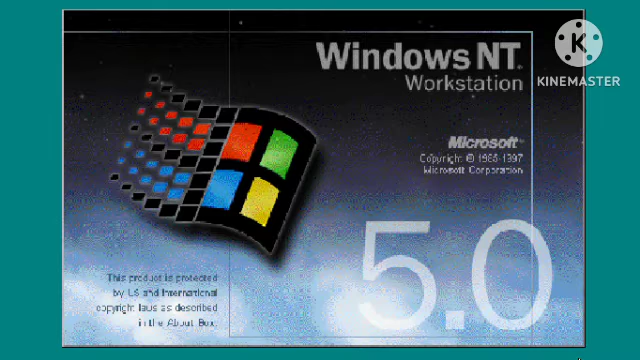 Windows NT
Workstation
KINEMASTER
Microsoft
Copyright © 1985-1997
Microsoft Corporation
5.0
This product is protected
by US and International
copyright laws as described
in the About Box.